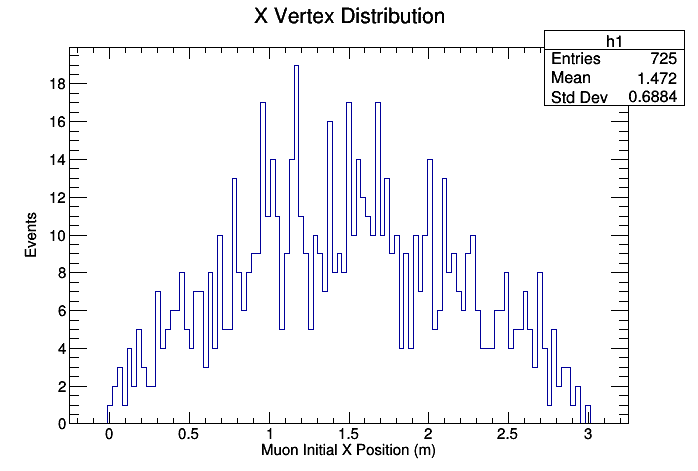 X Vertex Distribution
h1
Entries 725
Mean 1.472
Std Dev 0.6884
Events
18
16
14
12
10
8
6
4
2
0
0 0.5 1 1.5 2 2.5 3
Muon Initial X Position (m)